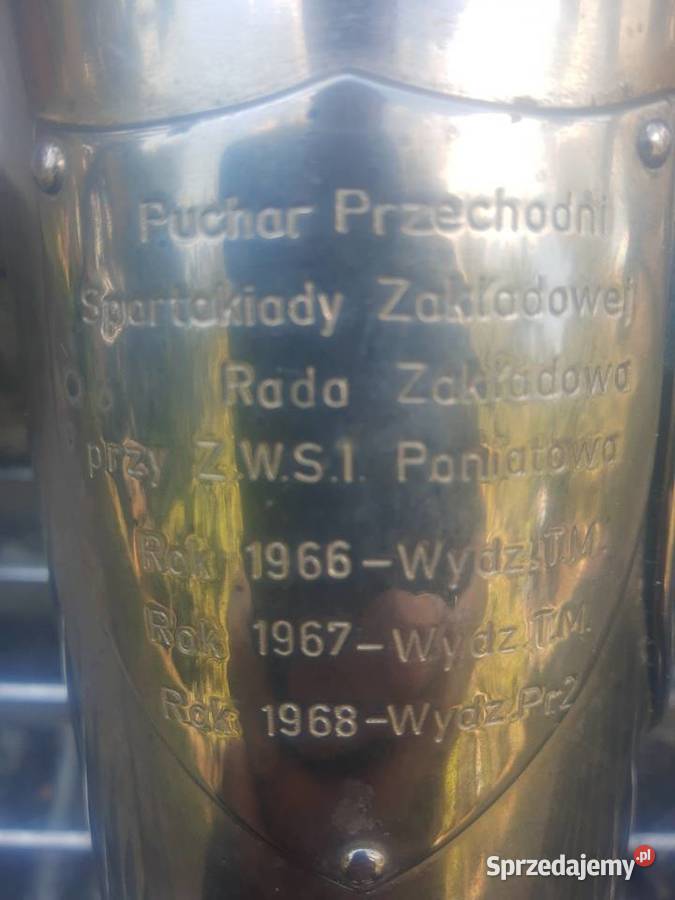 Puchar Przechodni
Spartakiady Zakładowej
Rada Zakładowa
przy Z.W.S.I. Poniatowa
Rok 1966-Wydz.T.M.
Rok 1967-Wydz.T.M.
Rok 1968-Wydz.Pr2
Sprzedajemy.pl